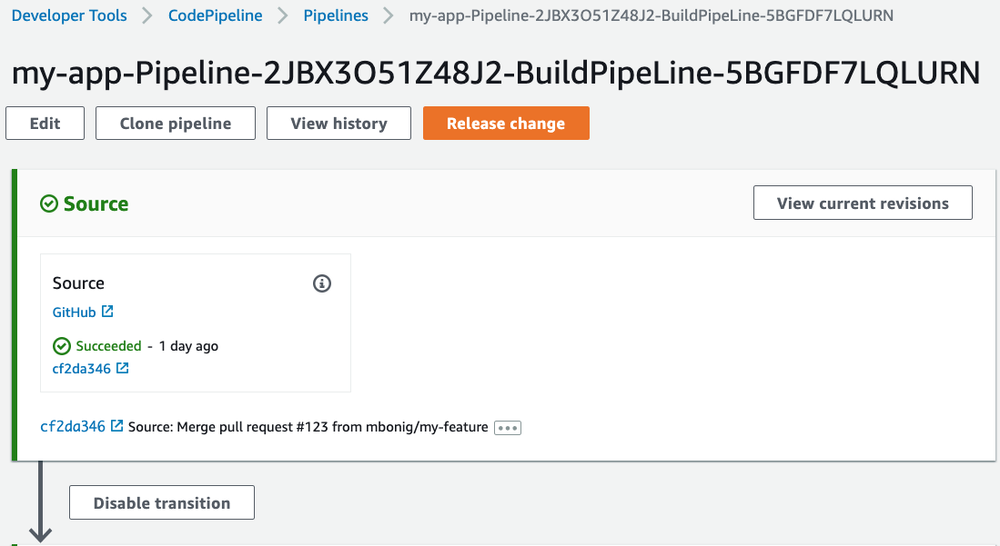 Developer Tools > CodePipeline > Pipelines > my-app-Pipeline-2JBX3O51Z48J2-BuildPipeLine-5BGFDF7LQLURN
my-app-Pipeline-2JBX3O51Z48J2-BuildPipeLine-5BGFDF7LQLURN
Edit Clone pipeline View history Release change
Source View current revisions
Source
GitHub
Succeeded - 1 day ago
cf2da346
cf2da346 Source: Merge pull request #123 from mbonig/my-feature
Disable transition